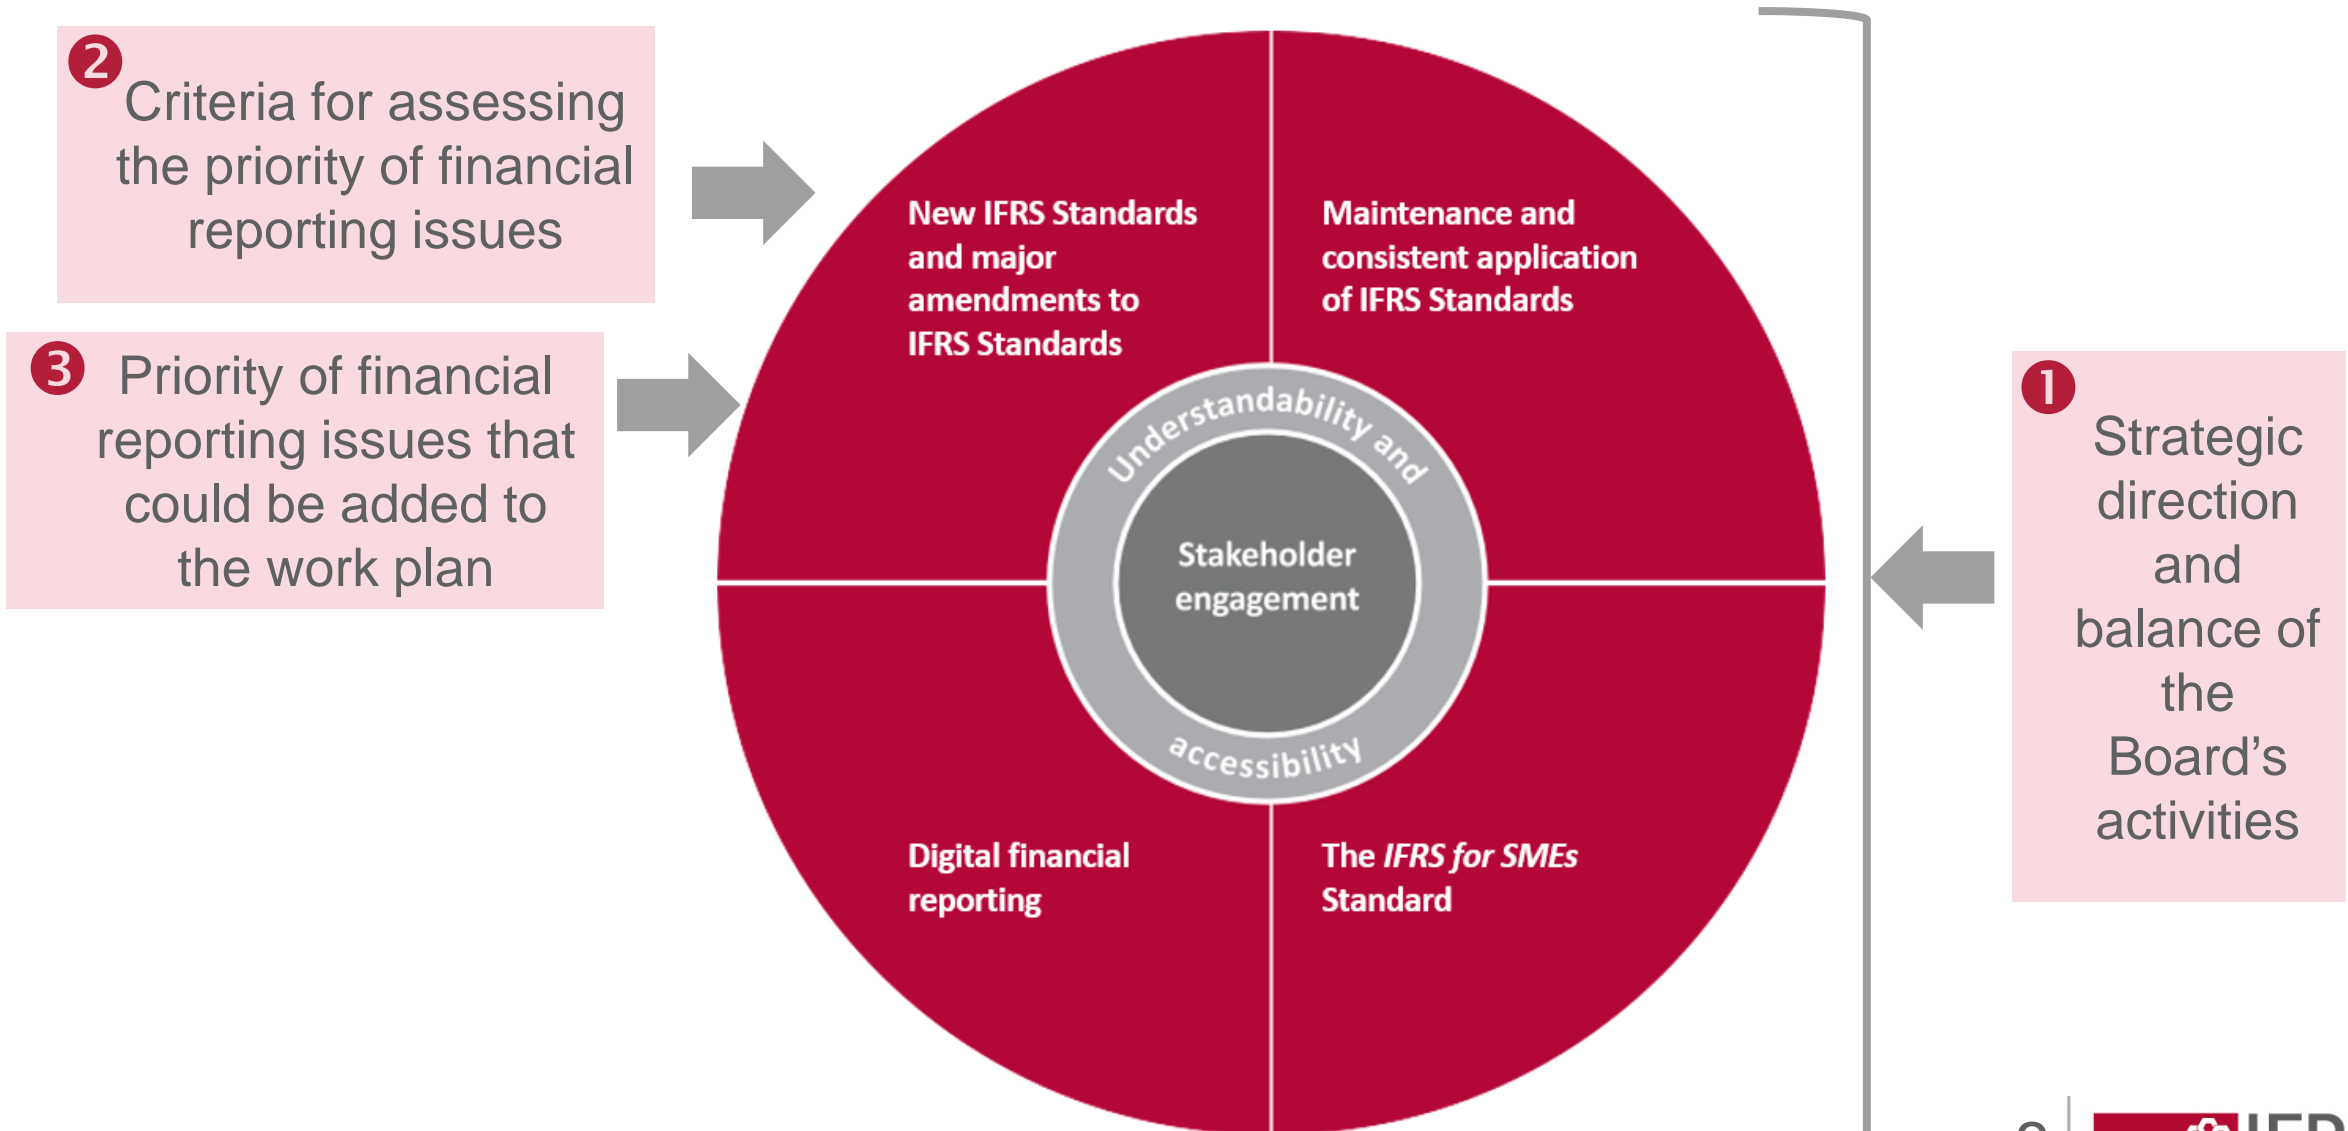 ❷
Criteria for assessing
the priority of financial
reporting issues
❸ Priority of financial
reporting issues that
could be added to
the work plan
New IFRS Standards
and major
amendments to
IFRS Standards
Maintenance and
consistent application
of IFRS Standards
Understandability and
accessibility
Stakeholder
engagement
Digital financial
reporting
The IFRS for SMEs
Standard
❶
Strategic
direction
and
balance of
the
Board’s
activities